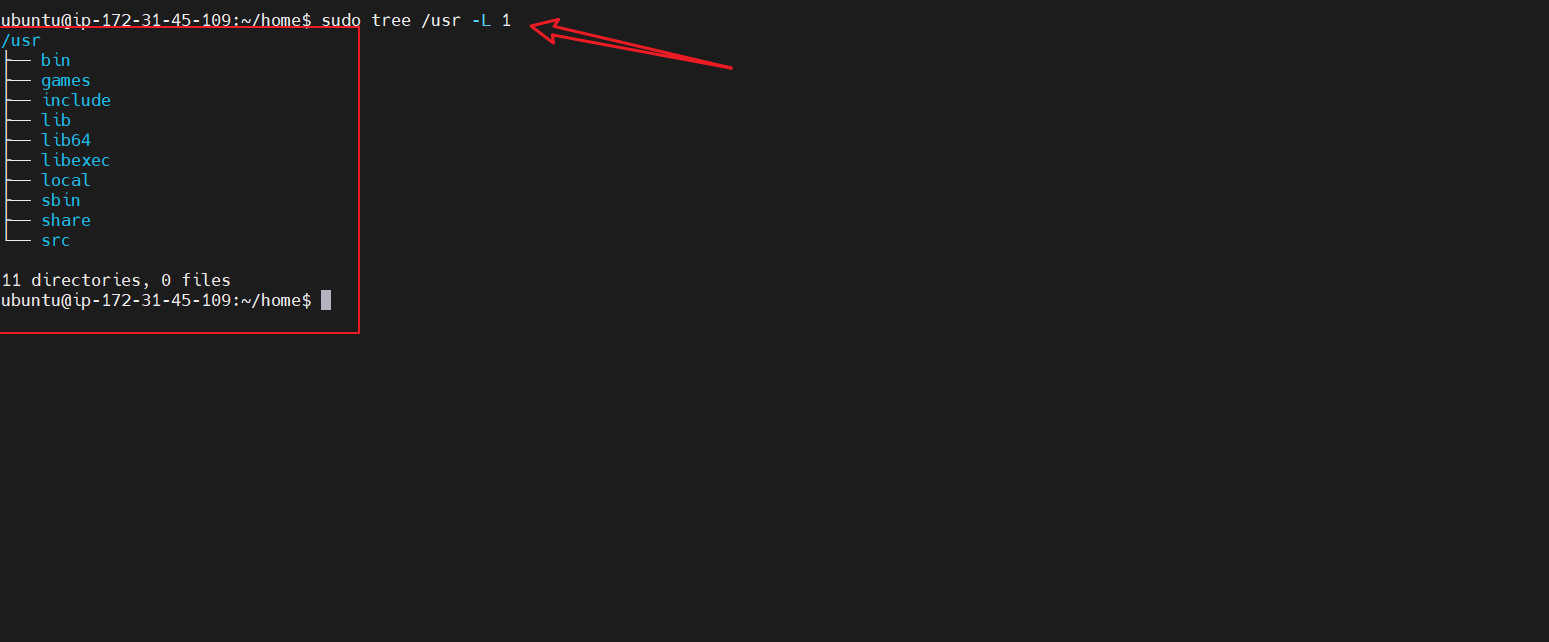 ubuntu@ip-172-31-45-109:~/home$ sudo tree /usr -L 1
/usr
├── bin
├── games
├── include
├── lib
├── lib64
├── libexec
├── local
├── sbin
├── share
└── src
11 directories, 0 files
ubuntu@ip-172-31-45-109:~/home$